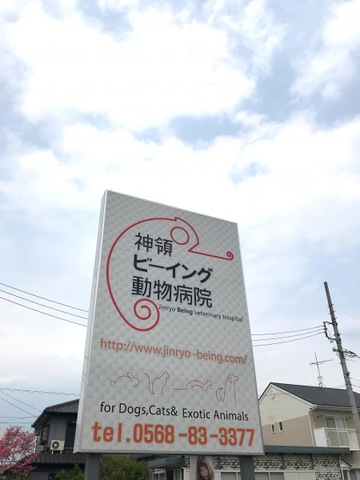 神領
ビーイング
動物病院
Jinryo Being veterinary hospital
http://www.jinryo-being.com/
for Dogs,Cats& Exotic Animals
tel.0568-83-3377